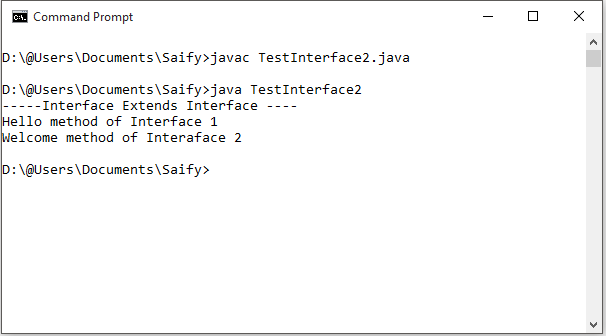 Command Prompt
D:\@Users\Documents\Saify>javac TestInterface2.java
D:\@Users\Documents\Saify>java TestInterface2
-----Interface Extends Interface ----
Hello method of Interface 1
Welcome method of Interaface 2
D:\@Users\Documents\Saify>